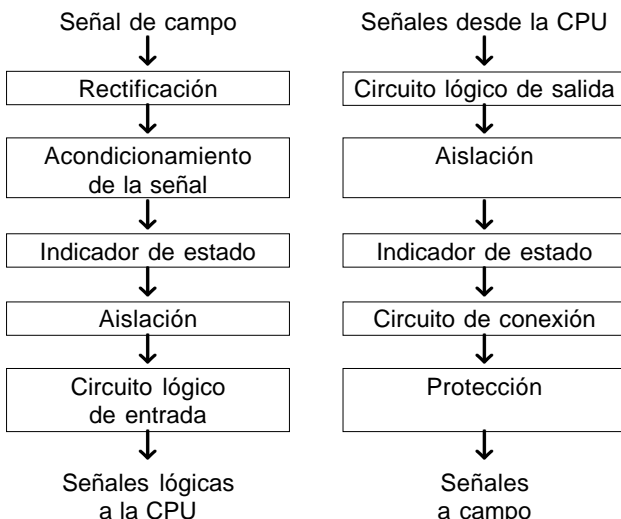 Señal de campo
Rectificación
Acondicionamiento
de la señal
Indicador de estado
Aislación
Circuito lógico
de entrada
Señales lógicas
a la CPU
Señales desde la CPU
Circuito lógico de salida
Aislación
Indicador de estado
Circuito de conexión
Protección
Señales
a campo